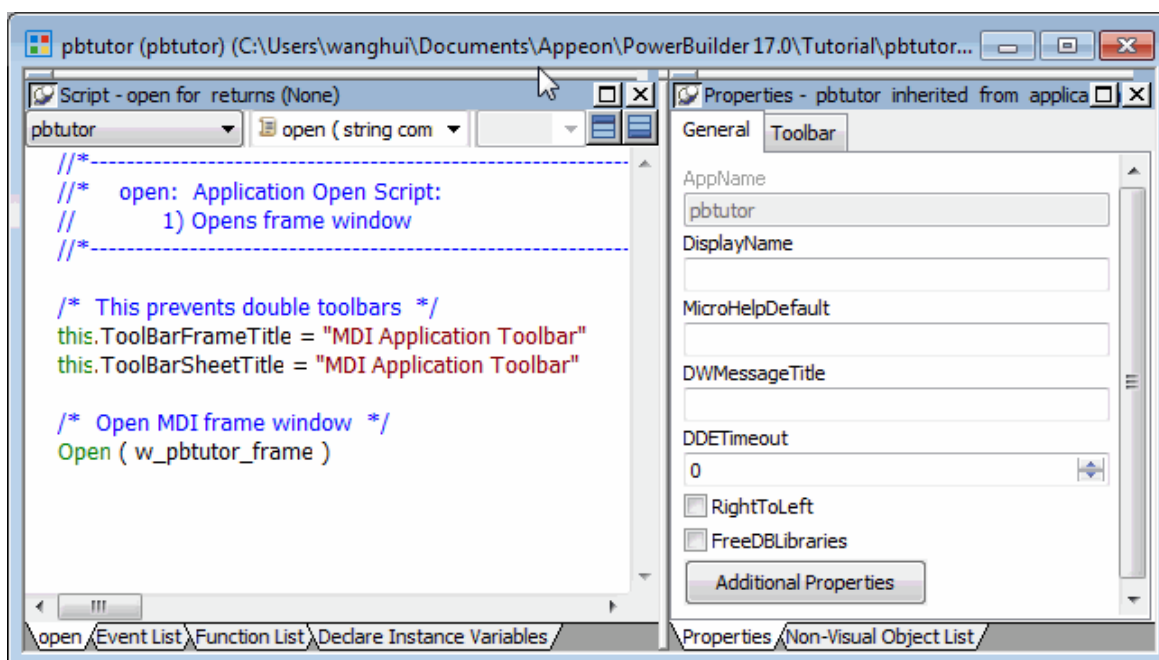 pbtutor (pbtutor) (C:\Users\wanghui\Documents\Appeon\PowerBuilder 17.0\Tutorial\pbtutor...
Script - open for returns (None)
pbtutor
open ( string com
//*---------------------------------------------------------------
//* open: Application Open Script:
// 1) Opens frame window
//*---------------------------------------------------------------
/* This prevents double toolbars */
this.ToolBarFrameTitle = "MDI Application Toolbar"
this.ToolBarSheetTitle = "MDI Application Toolbar"
/* Open MDI frame window */
Open ( w_pbtutor_frame )
open
Event List
Function List
Declare Instance Variables
Properties - pbtutor inherited from applica
General
Toolbar
AppName
pbtutor
DisplayName
MicroHelpDefault
DWMessageTitle
DDETimeout
0
RightToLeft
FreeDBLibraries
Additional Properties
Properties
Non-Visual Object List